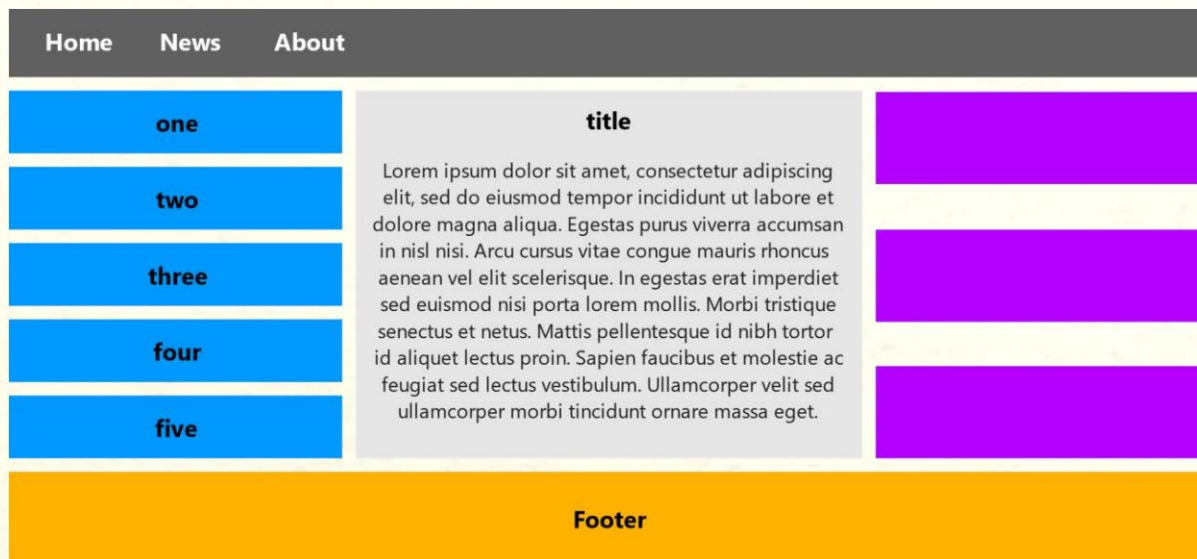 Home News About
one
two
three
four
five
title
Lorem ipsum dolor sit amet, consectetur adipiscing
elit, sed do eiusmod tempor incididunt ut labore et
dolore magna aliqua. Egestas purus viverra accumsan
in nisl nisi. Arcu cursus vitae congue mauris rhoncus
aenean vel elit scelerisque. In egestas erat imperdiet
sed euismod nisi porta lorem mollis. Morbi tristique
senectus et netus. Mattis pellentesque id nibh tortor
id aliquet lectus proin. Sapien faucibus et molestie ac
feugiat sed lectus vestibulum. Ullamcorper velit sed
ullamcorper morbi tincidunt ornare massa eget.
Footer